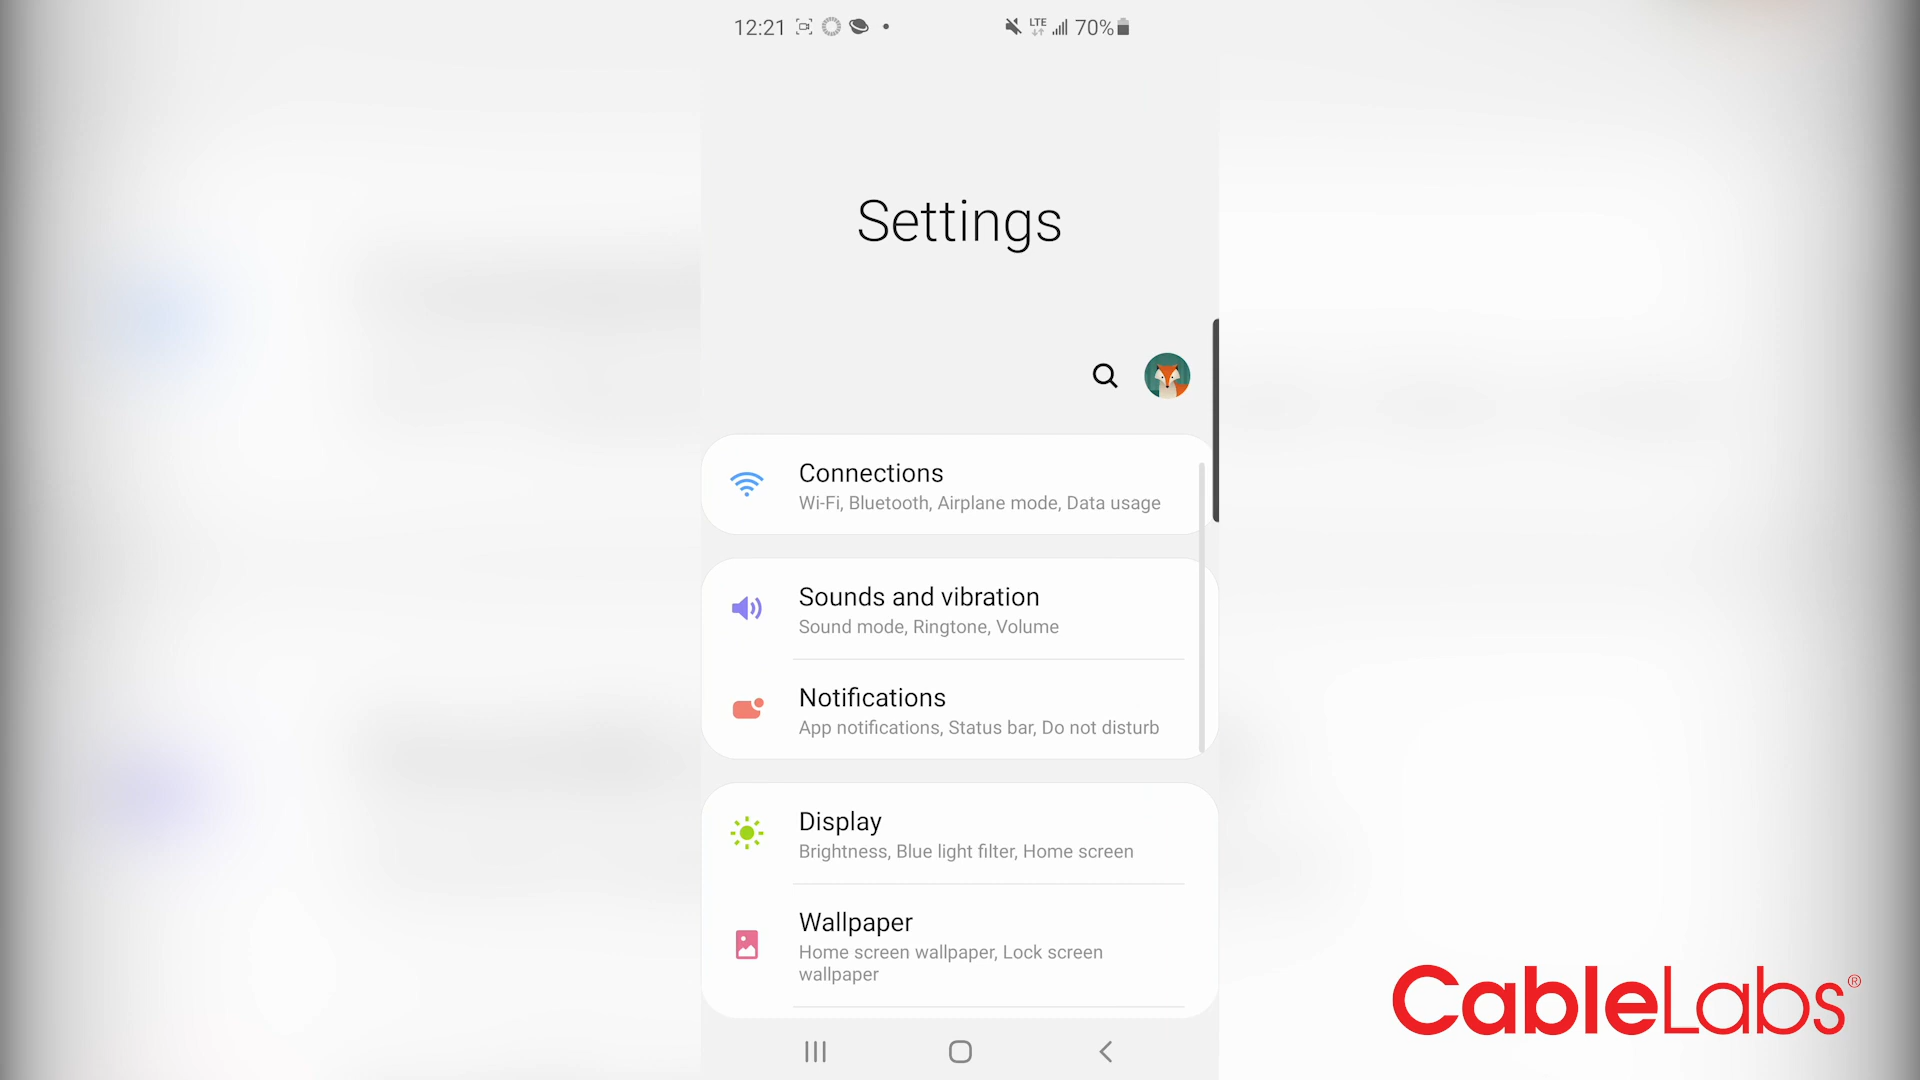 12:21
LTE
70%
Settings
Connections
Wi-Fi, Bluetooth, Airplane mode, Data usage
Sounds and vibration
Sound mode, Ringtone, Volume
Notifications
App notifications, Status bar, Do not disturb
Display
Brightness, Blue light filter, Home screen
Wallpaper
Home screen wallpaper, Lock screen
wallpaper
CableLabs®